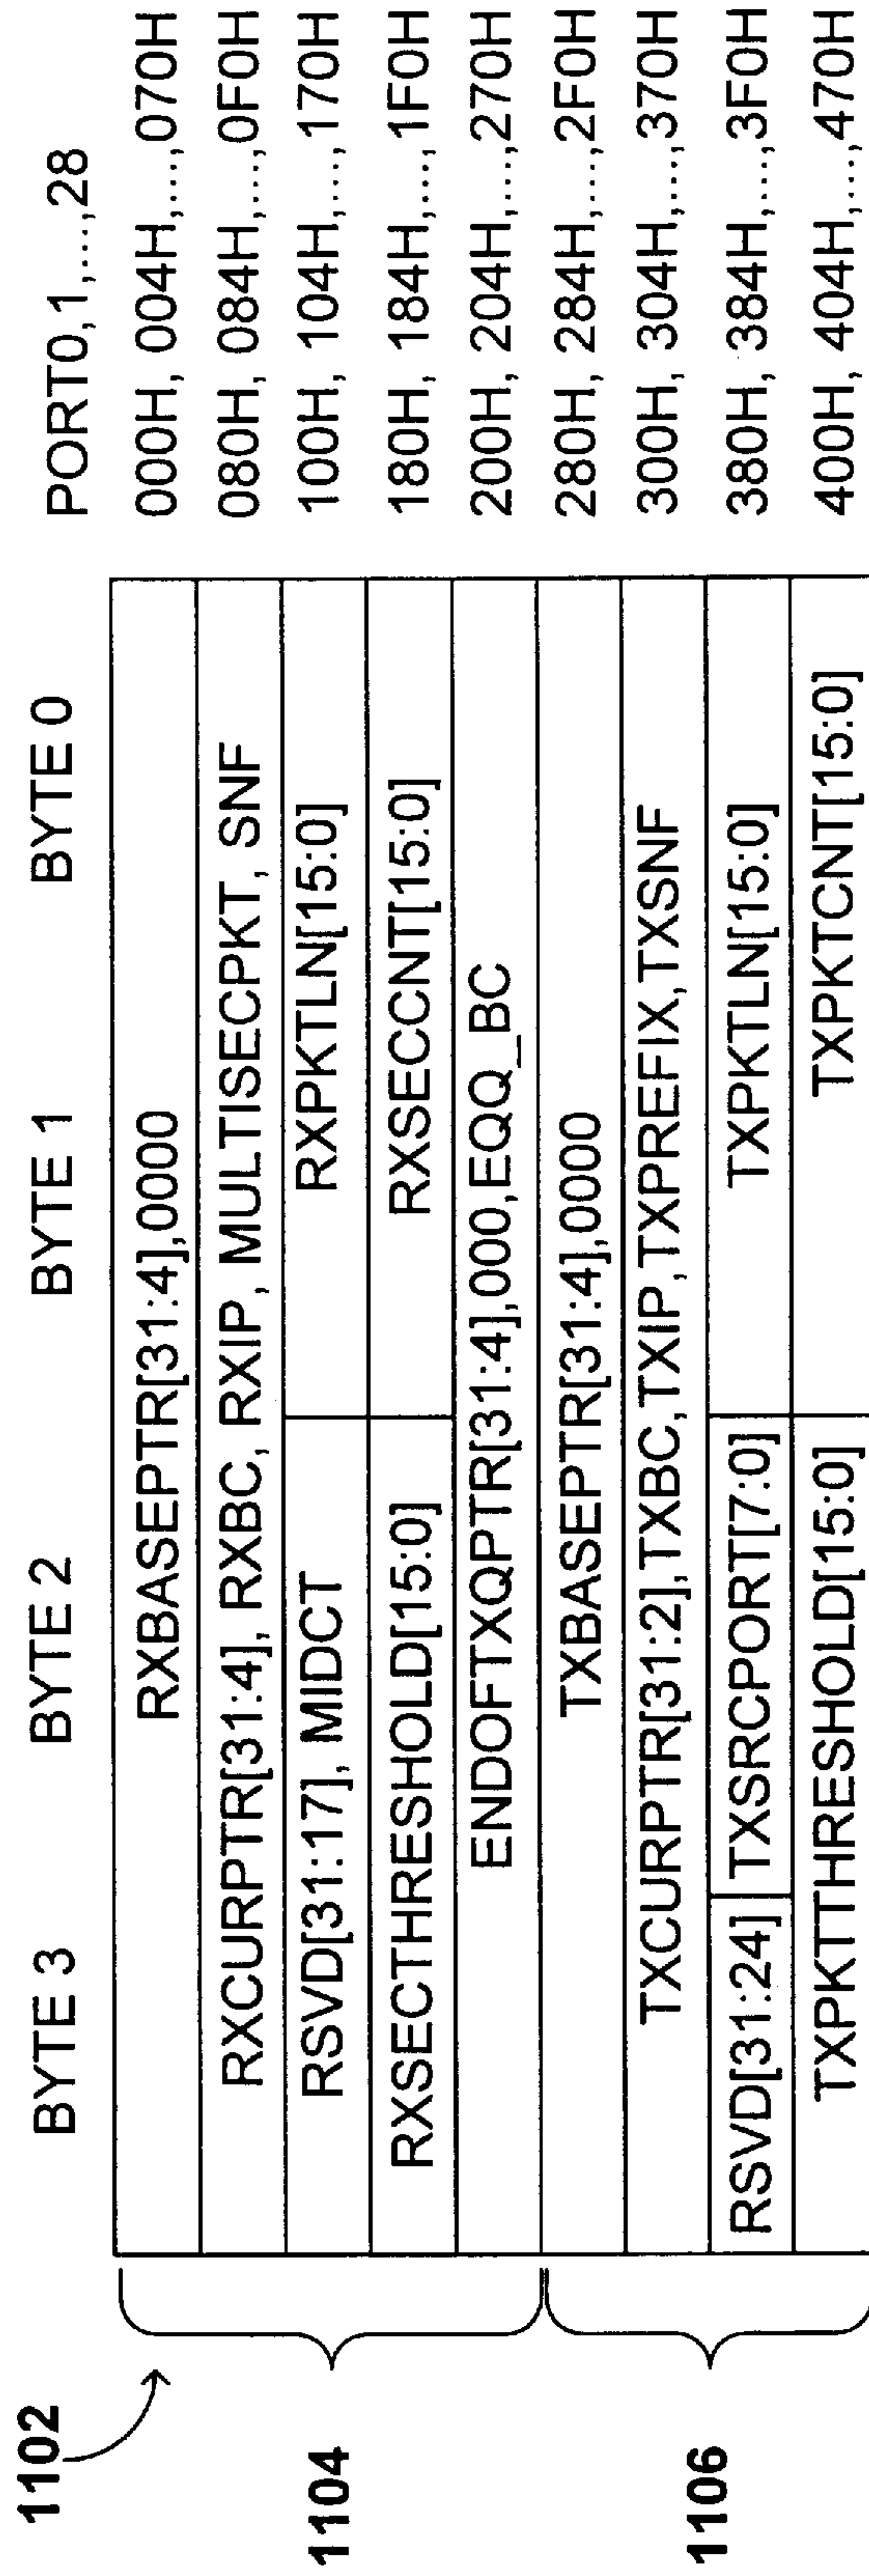 1102
BYTE 3 BYTE 2 BYTE 1 BYTE 0 PORT0,1,...,28
RXBASEPTR[31:4],0000 000H, 004H,...,070H
RXCURPTR[31:4], RXBC, RXIP, MULTISECPKT, SNF 080H, 084H,...,0F0H
RSVD[31:17], MIDCT RXPKTLN[15:0] 100H, 104H,...,170H
RXSECTHRESHOLD[15:0] RXSECCNT[15:0] 180H, 184H,...,1F0H
ENDOFTXQPTR[31:4],000,EQQ_BC 200H, 204H,...,270H
TXBASEPTR[31:4],0000 280H, 284H,...,2F0H
TXCURPTR[31:2],TXBC,TXIP,TXPREFIX,TXSNF 300H, 304H,...,370H
RSVD[31:24] TXSRCPORT[7:0] TXPKTLN[15:0] 380H, 384H,...,3F0H
TXPKTTHRESHOLD[15:0] TXPKTCNT[15:0] 400H, 404H,...,470H
1104
1106